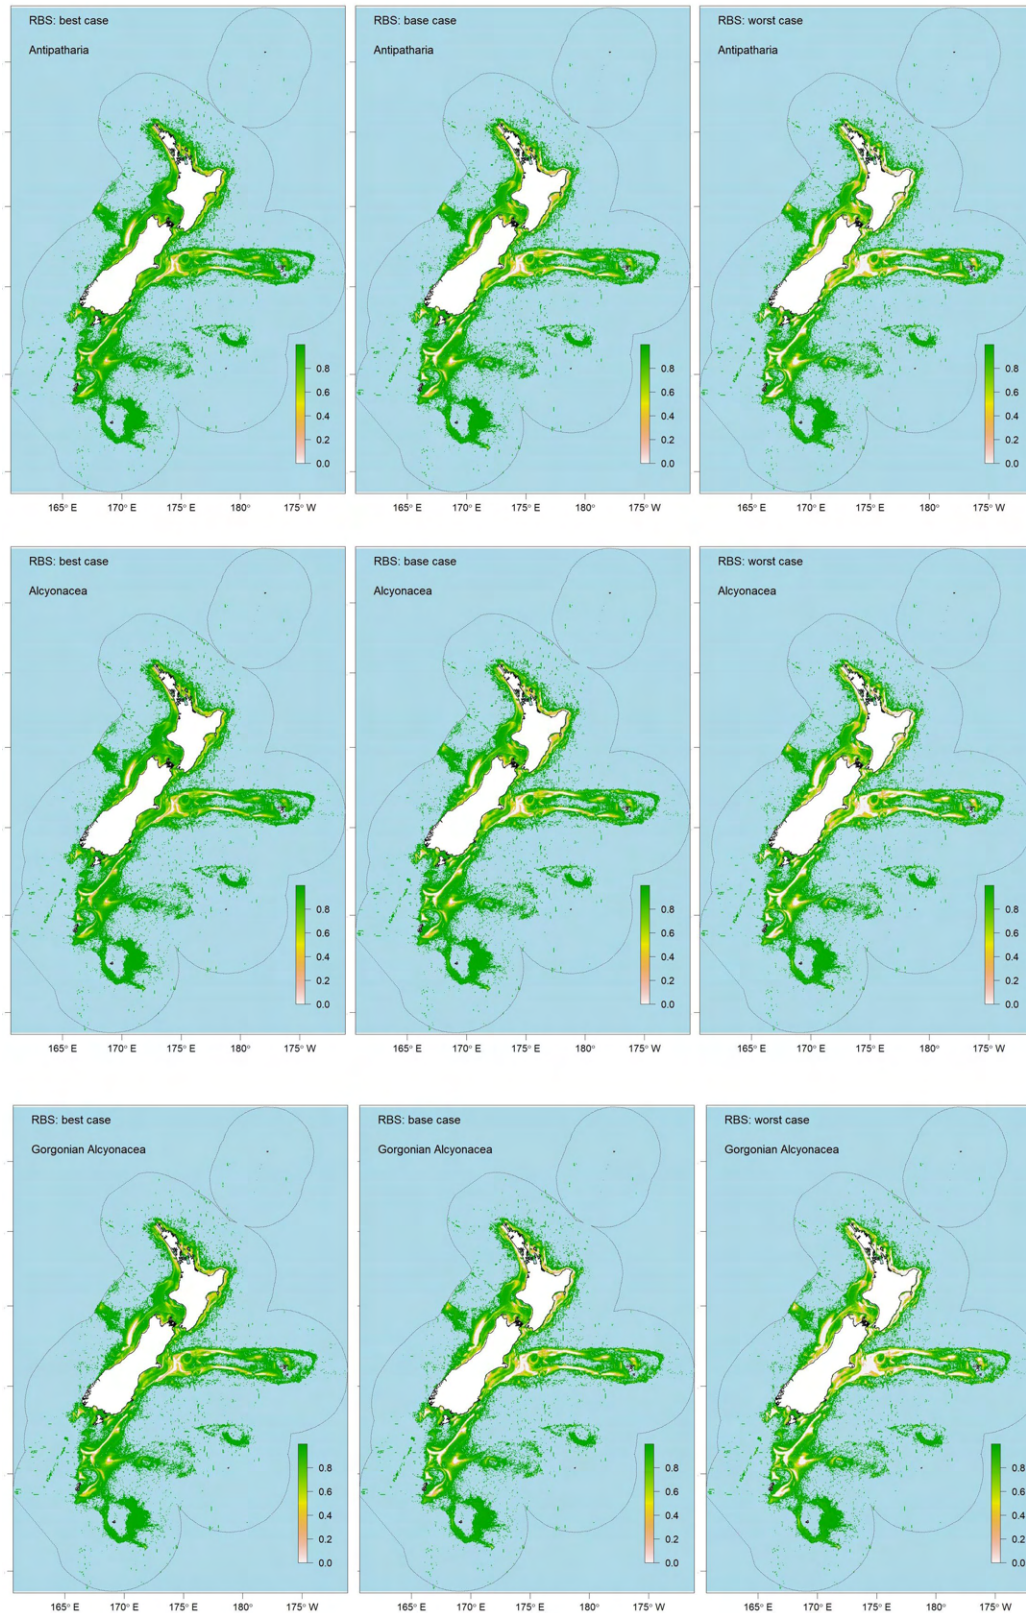 RBS: best case
Antipatharia
0.8
0.6
0.4
0.2
0.0
165° E 170° E 175° E 180° 175° W
RBS: base case
Antipatharia
0.8
0.6
0.4
0.2
0.0
165° E 170° E 175° E 180° 175° W
RBS: worst case
Antipatharia
0.8
0.6
0.4
0.2
0.0
165° E 170° E 175° E 180° 175° W
RBS: best case
Alcyonacea
0.8
0.6
0.4
0.2
0.0
165° E 170° E 175° E 180° 175° W
RBS: base case
Alcyonacea
0.8
0.6
0.4
0.2
0.0
165° E 170° E 175° E 180° 175° W
RBS: worst case
Alcyonacea
0.8
0.6
0.4
0.2
0.0
165° E 170° E 175° E 180° 175° W
RBS: best case
Gorgonian Alcyonacea
0.8
0.6
0.4
0.2
0.0
165° E 170° E 175° E 180° 175° W
RBS: base case
Gorgonian Alcyonacea
0.8
0.6
0.4
0.2
0.0
165° E 170° E 175° E 180° 175° W
RBS: worst case
Gorgonian Alcyonacea
0.8
0.6
0.4
0.2
0.0
165° E 170° E 175° E 180° 175° W